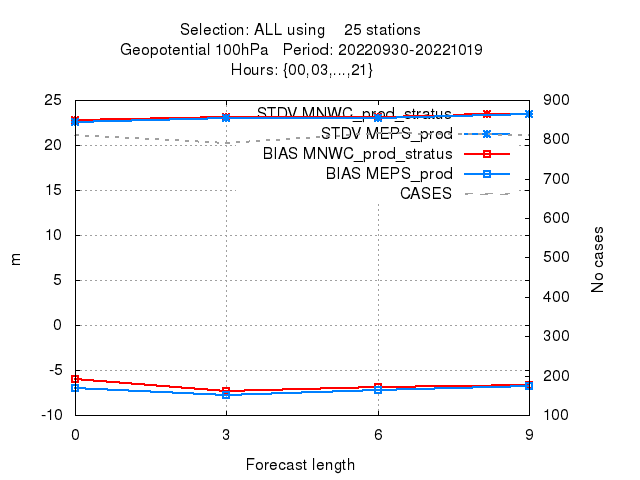 Selection: ALL using 25 stations
Geopotential 100hPa Period: 20220930-20221019
Hours: {00,03,...,21}
STDV MNWC_prod_stratus
STDV MEPS_prod
BIAS MNWC_prod_stratus
BIAS MEPS_prod
CASES
25
20
15
10
5
0
-5
-10
m
900
800
700
600
500
400
300
200
100
No cases
0 3 6 9
Forecast length